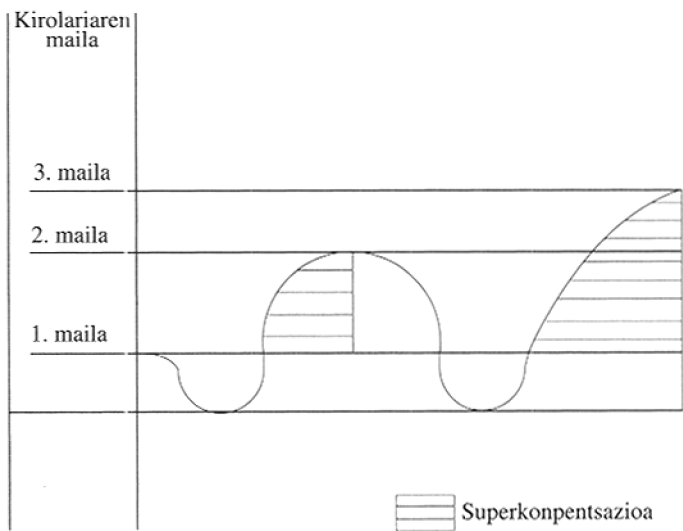 Kirolariaren
maila
3. maila
2. maila
1. maila
Superkonpentsazioa